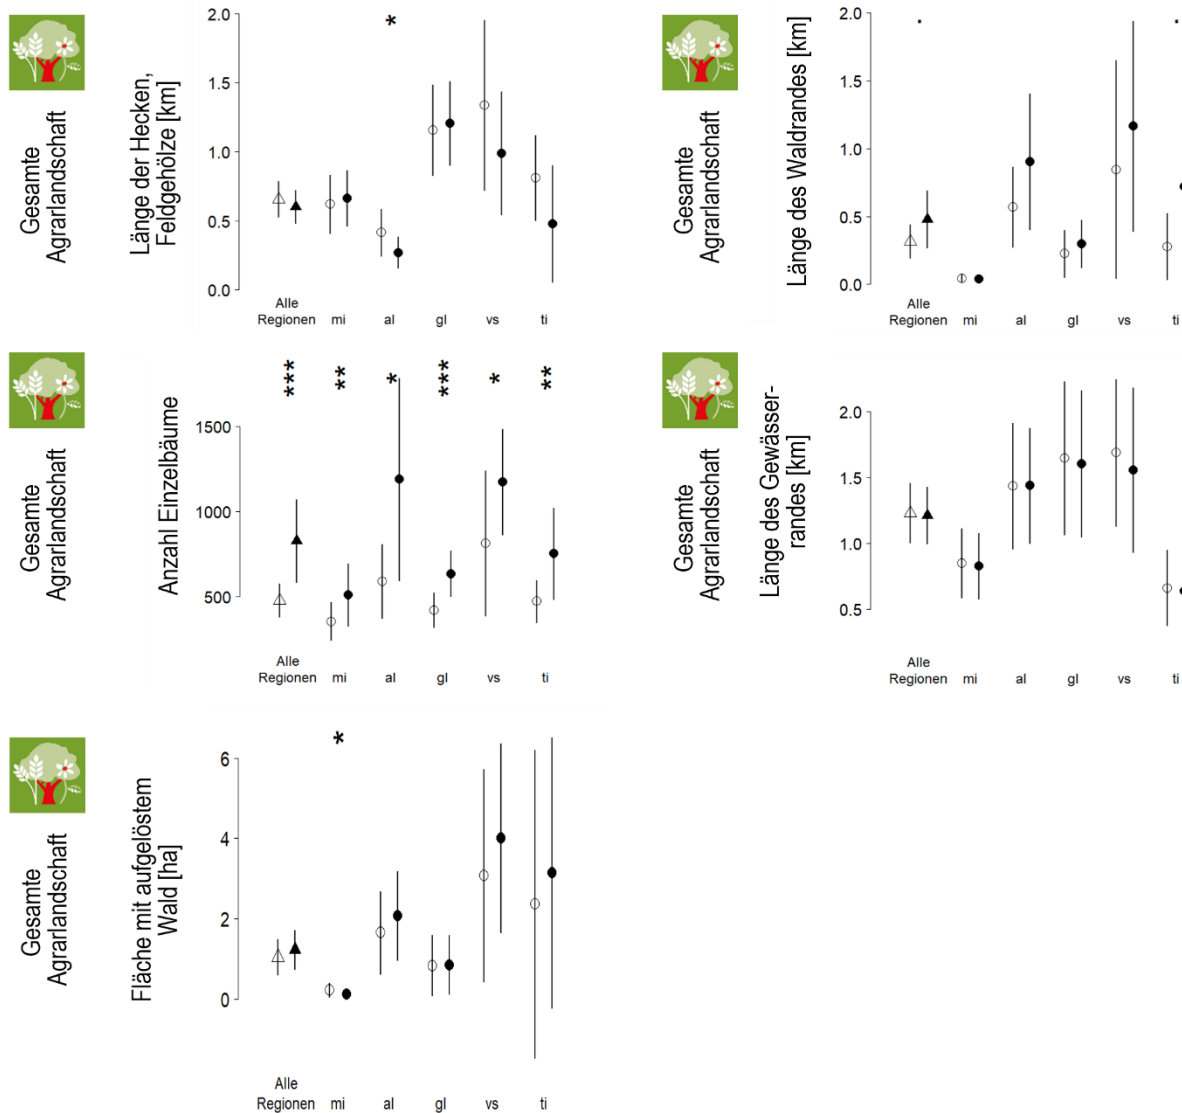 Gesamte
Agrarlandschaft
Länge der Hecken,
Feldgehölze [km]
2.0
1.5
1.0
0.5
0.0
*
Alle
Regionen
mi
al
gl
vs
ti
Gesamte
Agrarlandschaft
Länge des Waldrandes [km]
2.0
1.5
1.0
0.5
0.0
.
.
Alle
Regionen
mi
al
gl
vs
ti
Gesamte
Agrarlandschaft
Anzahl Einzelbäume
1500
1000
500
***
**
*
***
*
**
Alle
Regionen
mi
al
gl
vs
ti
Gesamte
Agrarlandschaft
Länge des Gewässer-
randes [km]
2.0
1.5
1.0
0.5
Alle
Regionen
mi
al
gl
vs
ti
Gesamte
Agrarlandschaft
Fläche mit aufgelöstem
Wald [ha]
6
4
2
0
*
Alle
Regionen
mi
al
gl
vs
ti